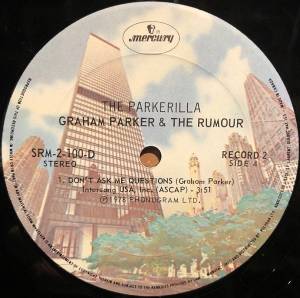 mercury
THE PARKERILLA
GRAHAM PARKER & THE RUMOUR
SRM-2-100-D
STEREO
RECORD 2
SIDE 4
1. DON'T ASK ME QUESTIONS (Graham Parker)
Intersong USA, Inc. (ASCAP) - 3:51
Ⓟ 1978 PHONOGRAM LTD.